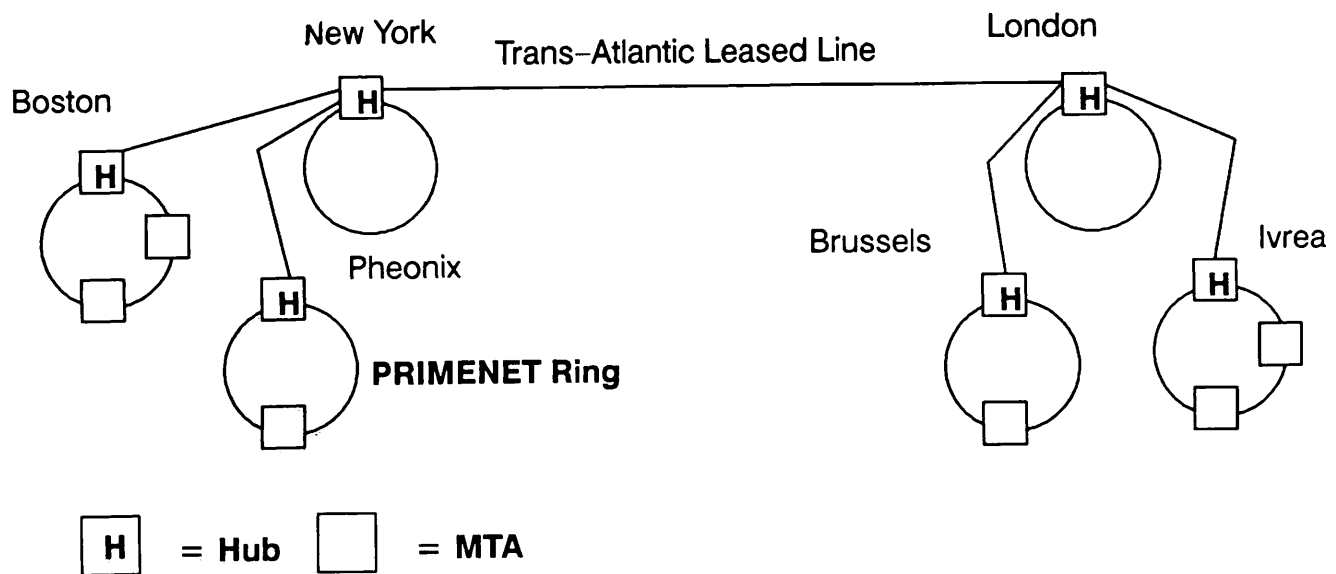 New York
London
Trans-Atlantic Leased Line
Boston
H
H
H
Brussels
Ivrea
Pheonix
H
H
H
PRIMENET Ring
H = Hub = MTA